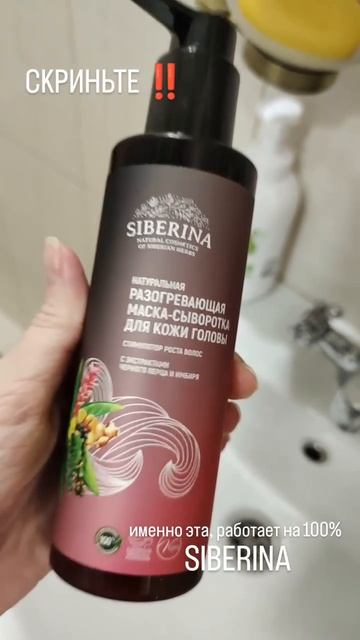 СКРИНЬТЕ ‼️
SIBERINA
NATURAL COSMETICS
OF SIBERIAN HERBS
НАТУРАЛЬНАЯ
РАЗОГРЕВАЮЩАЯ
МАСКА-СЫВОРОТКА
ДЛЯ КОЖИ ГОЛОВЫ
СТИМУЛЯТОР РОСТА ВОЛОС
С ЭКСТРАКТАМИ
ЧЕРНОГО ПЕРЦА И ИМБИРЯ
именно эта, работает на 100%
SIBERINA